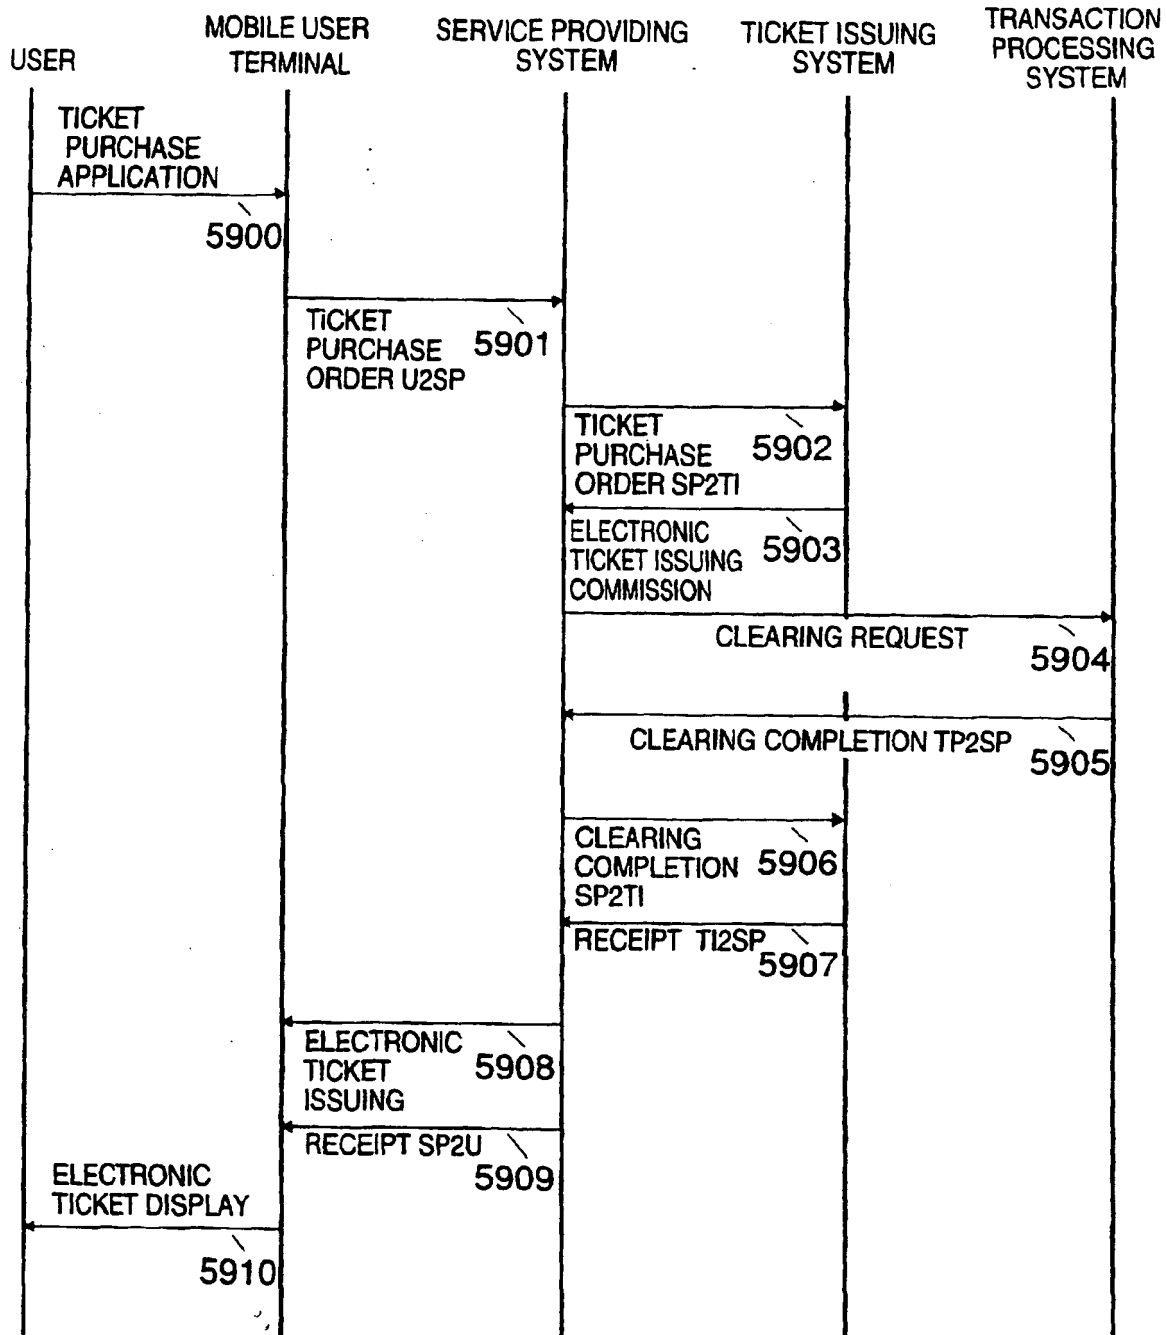 USER
MOBILE USER
TERMINAL
SERVICE PROVIDING
SYSTEM
TICKET ISSUING
SYSTEM
TRANSACTION
PROCESSING
SYSTEM
TICKET
PURCHASE
APPLICATION
5900
TICKET
PURCHASE
ORDER U2SP
5901
TICKET
PURCHASE
ORDER SP2TI
5902
ELECTRONIC
TICKET ISSUING
COMMISSION
5903
CLEARING REQUEST
5904
CLEARING COMPLETION TP2SP
5905
CLEARING
COMPLETION
SP2TI
5906
RECEIPT TI2SP
5907
ELECTRONIC
TICKET
ISSUING
5908
RECEIPT SP2U
5909
ELECTRONIC
TICKET DISPLAY
5910